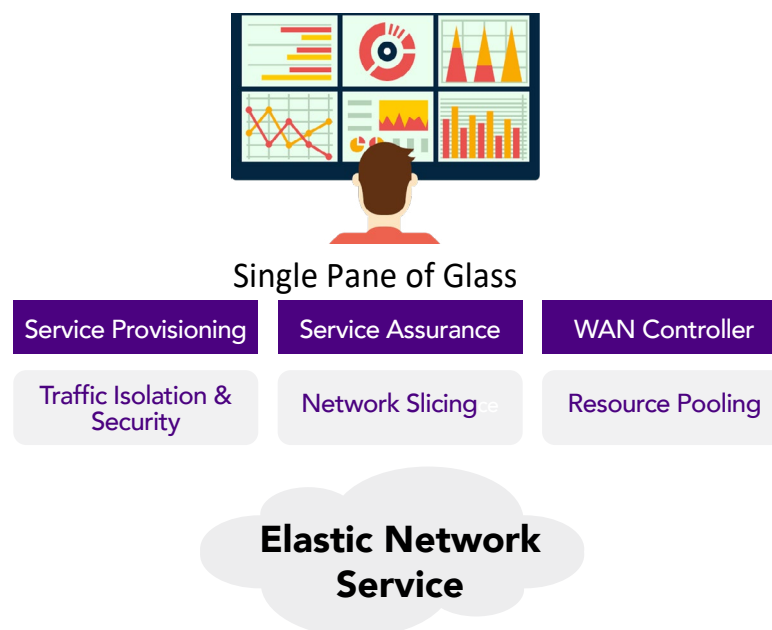 Single Pane of Glass
Service Provisioning
Service Assurance
WAN Controller
Traffic Isolation &
Security
Network Slicingce
Resource Pooling
Elastic Network
Service